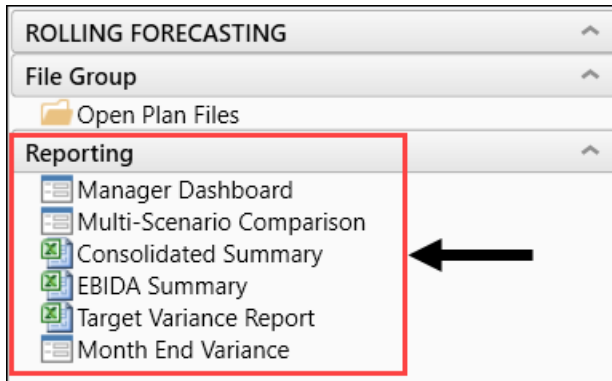 ROLLING FORECASTING
File Group
Open Plan Files
Reporting
Manager Dashboard
Multi-Scenario Comparison
Consolidated Summary
EBIDA Summary
Target Variance Report
Month End Variance